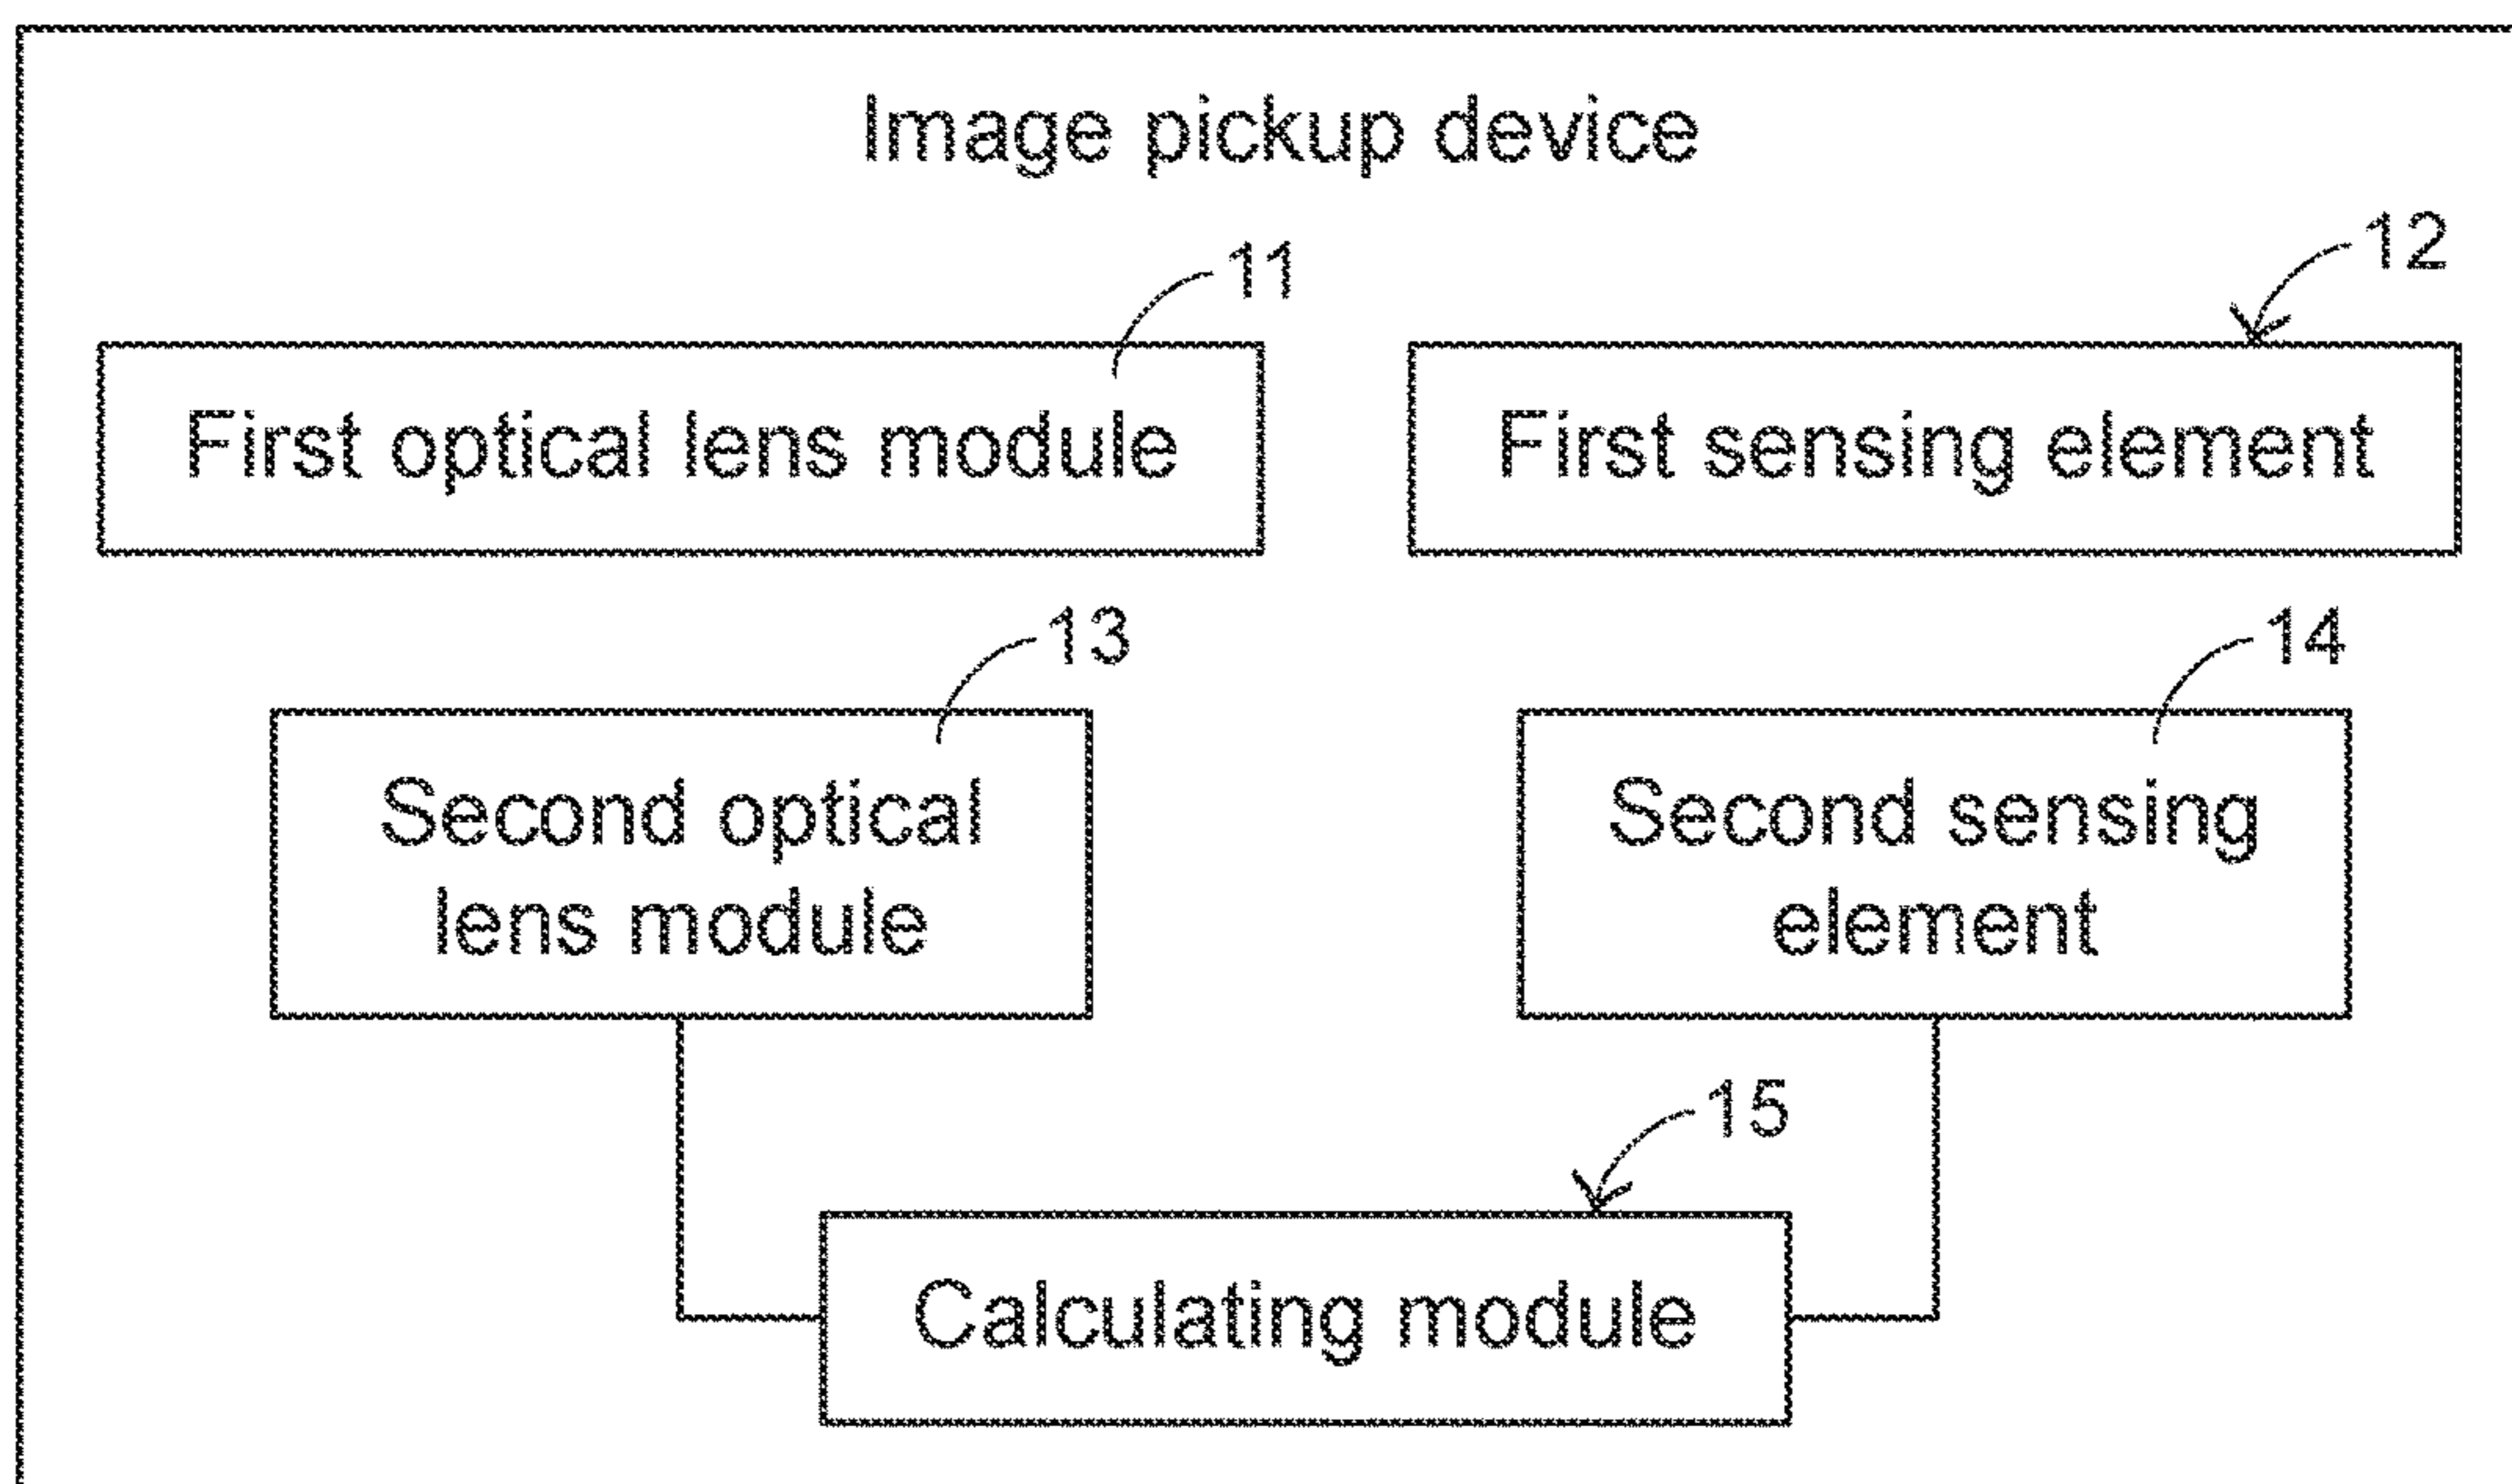 Image pickup device
11
12
First optical lens module
First sensing element
13
14
Second optical
lens module
Second sensing
element
15
Calculating module